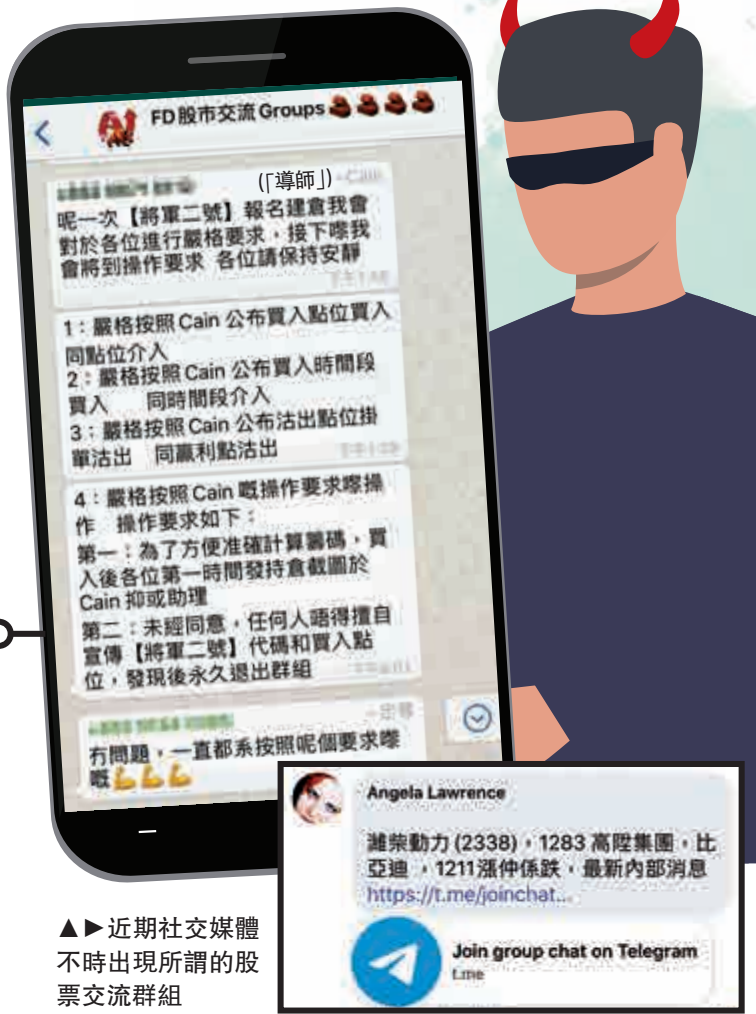 FD股市交流 Groups
(「導師」)
呢一次【將軍二號】報名建倉我會
對於各位進行嚴格要求，接下嚟我
會將到操作要求 各位請保持安靜
1：嚴格按照 Cain 公布買入點位買入
同點位介入
2：嚴格按照 Cain 公布買入時間段
買入 同時間段介入
3：嚴格按照 Cain 公布沽出點位掛
單沽出 同贏利點沽出
4：嚴格按照 Cain 嘅操作要求嚟操
作 操作要求如下：
第一：為了方便准確計算籌碼，買
入後各位第一時間發持倉截圖於
Cain 抑或助理
第二：未經同意，任何人唔得擅自
宣傳【將軍二號】代碼和買入點
位，發現後永久退出群組
冇問題，一直都系按照呢個要求嚟
嘅💪💪💪
Angela Lawrence
濰柴動力 (2338)，1283 高陞集團，比
亞迪 ，1211漲仲係跌，最新內部消息
https://t.me/joinchat...
Join group chat on Telegram
t.me
▲▶近期社交媒體
不時出現所謂的股
票交流群組